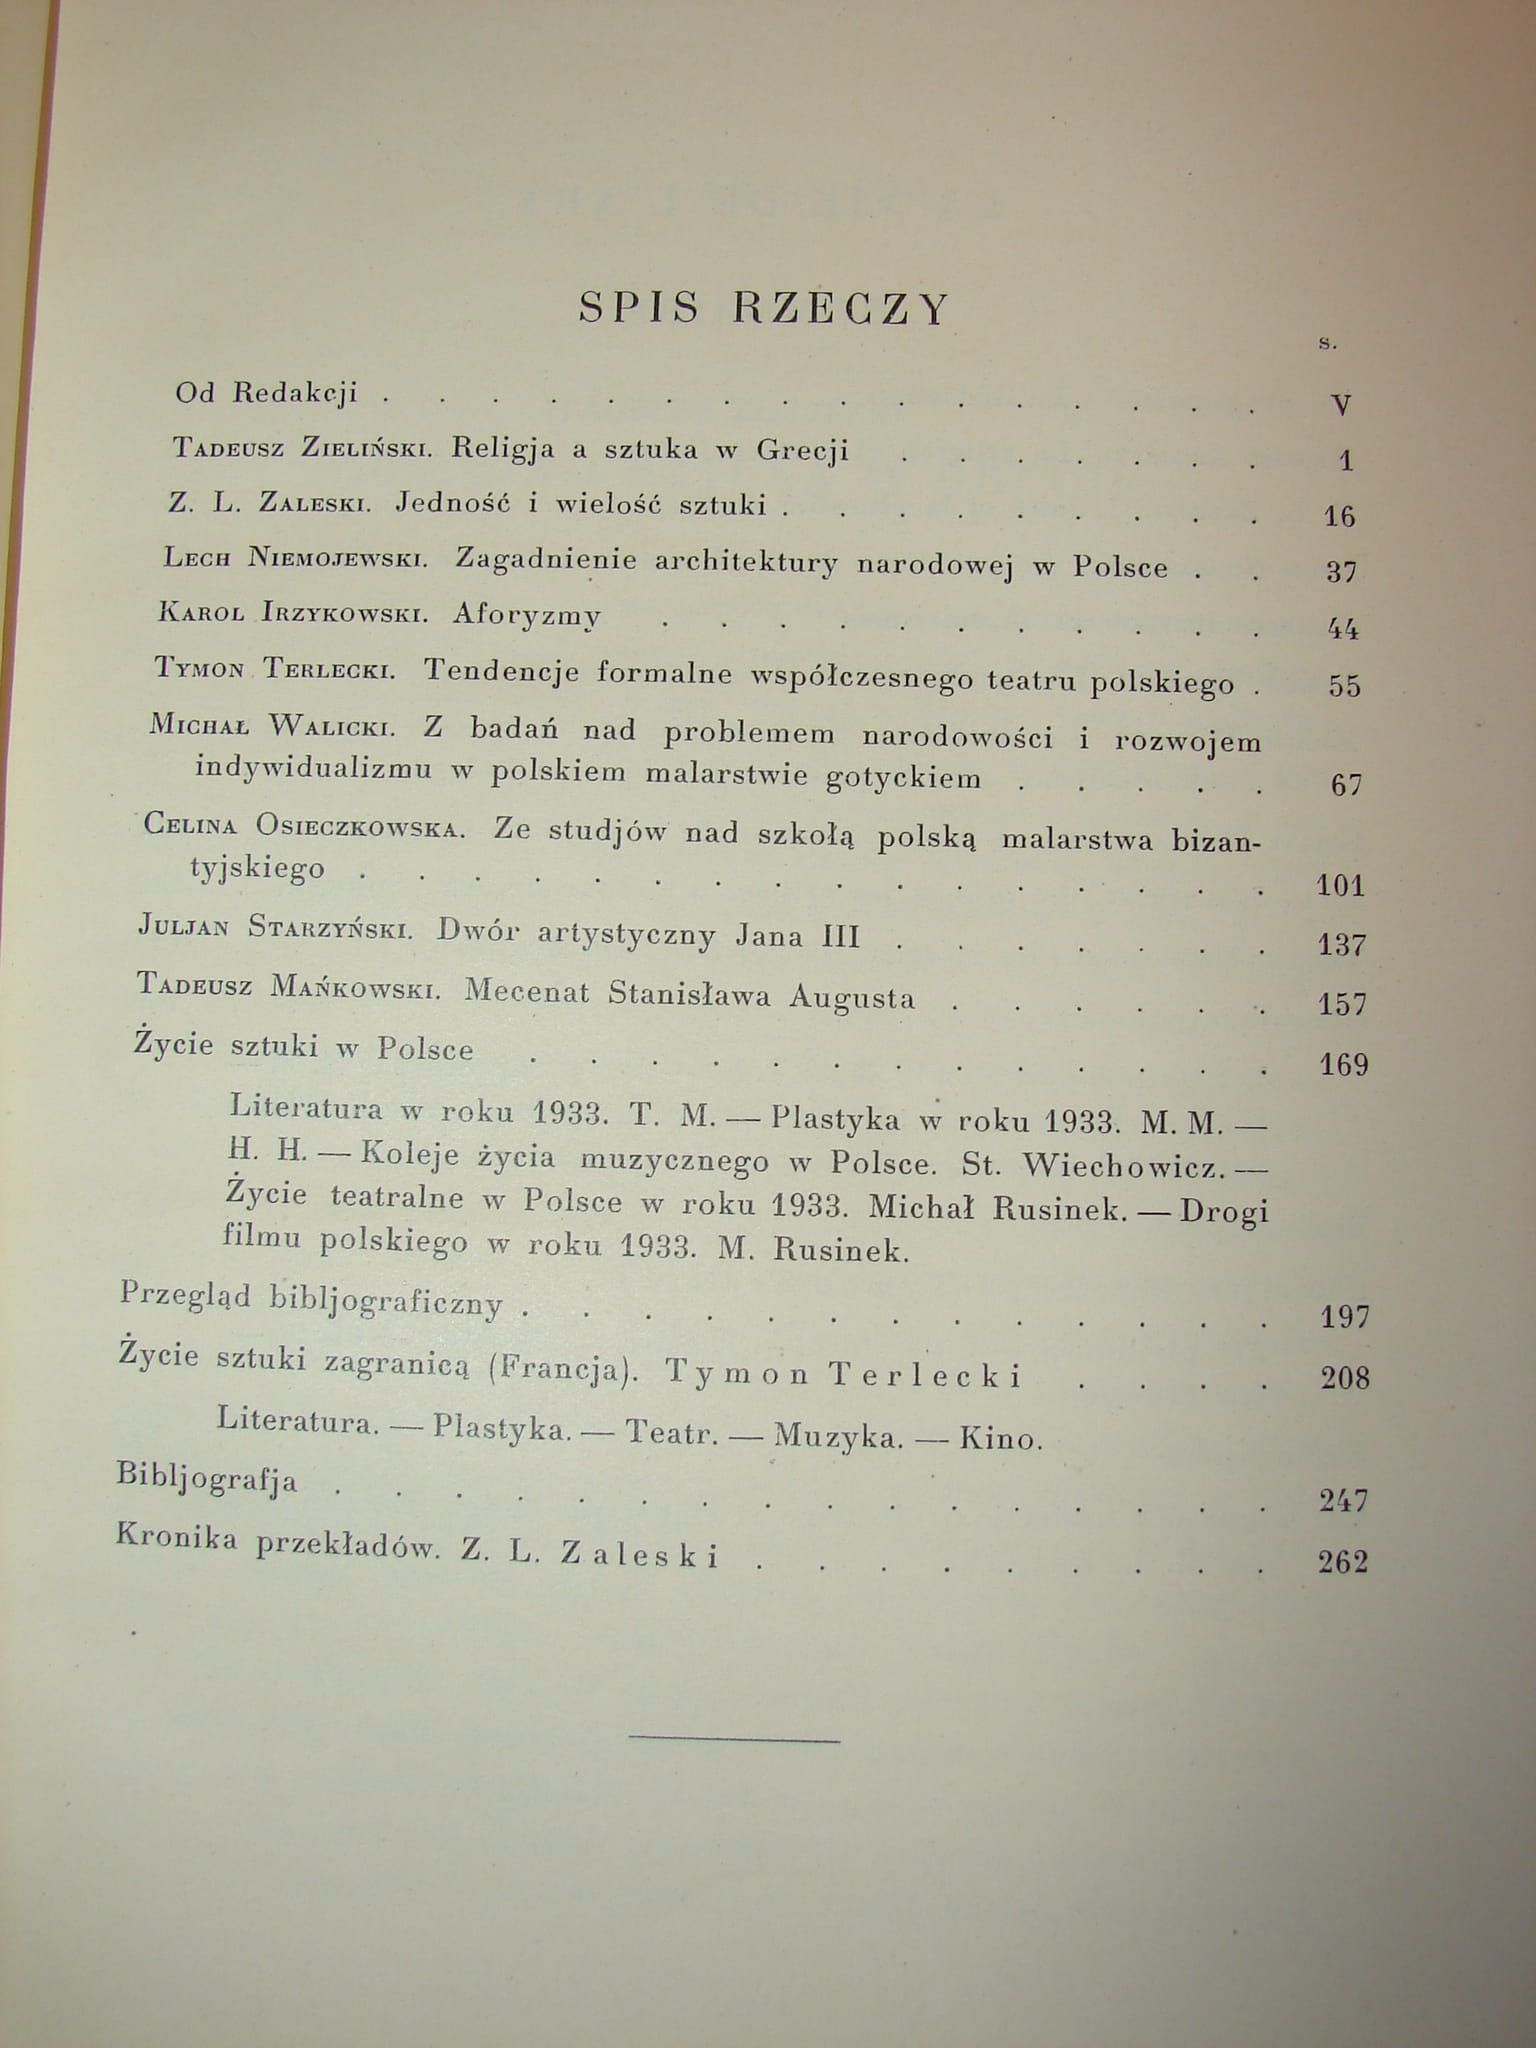 SPIS RZECZY
s.
Od Redakcji . . . . . . . . . . . . . . . . V
Tadeusz Zieliński. Religja a sztuka w Grecji . . . . . . . 1
Z. L. Zaleski. Jedność i wielość sztuki . . . . . . . . . 16
Lech Niemojewski. Zagadnienie architektury narodowej w Polsce . . 37
Karol Irzykowski. Aforyzmy . . . . . . . . . . . 44
Tymon Terlecki. Tendencje formalne współczesnego teatru polskiego . 55
Michał Walicki. Z badań nad problemem narodowości i rozwojem
indywidualizmu w polskiem malarstwie gotyckiem . . . . . 67
Celina Osieczkowska. Ze studjów nad szkołą polską malarstwa bizan-
tyjskiego . . . . . . . . . . . . . . . . 101
Juljan Starzyński. Dwór artystyczny Jana III . . . . . . . 137
Tadeusz Mańkowski. Mecenat Stanisława Augusta . . . . . . 157
Życie sztuki w Polsce . . . . . . . . . . . . . 169
Literatura w roku 1933. T. M. — Plastyka w roku 1933. M. M. —
H. H. — Koleje życia muzycznego w Polsce. St. Wiechowicz. —
Życie teatralne w Polsce w roku 1933. Michał Rusinek. — Drogi
filmu polskiego w roku 1933. M. Rusinek.
Przegląd bibljograficzny . . . . . . . . . . . . . 197
Życie sztuki zagranicą (Francja). Tymon Terlecki . . . . 208
Literatura. — Plastyka. — Teatr. — Muzyka. — Kino.
Bibljografja . . . . . . . . . . . . . . . . 247
Kronika przekładów. Z. L. Zaleski . . . . . . . . . 262